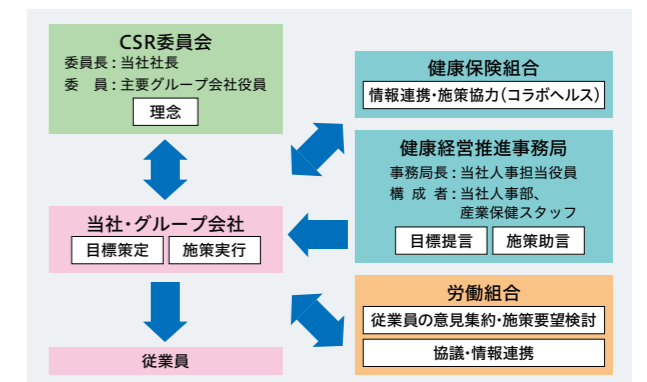 CSR委員会
委員長:当社社長
委　員:主要グループ会社役員
理念
健康保険組合
情報連携・施策協力(コラボヘルス)
健康経営推進事務局
事務局長:当社人事担当役員
構 成 者:当社人事部、
産業保健スタッフ
目標提言 施策助言
当社・グループ会社
目標策定 施策実行
労働組合
従業員の意見集約・施策要望検討
協議・情報連携
従業員